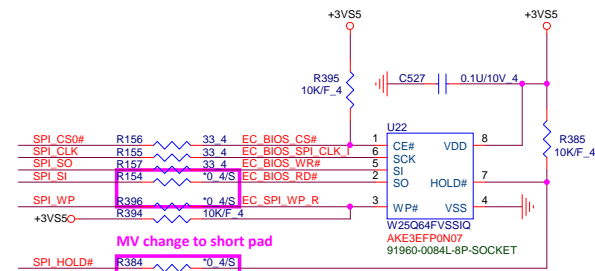 +3VS5 +3VS5
R395
10K/F_4
C527 0.1U/10V_4
U22
R385
10K/F_4
SPI_CS0# R156 33_4 EC_BIOS_CS# 1 CE# VDD 8
SPI_CLK R155 33_4 EC_BIOS_SPI_CLK_I 6 SCK
SPI_SO R157 33_4 EC_BIOS_WR# 5 SI
SPI_SI R154 *0_4/S EC_BIOS_RD# 2 SO HOLD# 7
SPI_WP R396 *0_4/S EC_SPI_WP_R 3 WP# VSS 4
+3VS5 R394 10K/F_4
W25Q64FVSSIQ
AKE3EFP0N07
91960-0084L-8P-SOCKET
MV change to short pad
SPI_HOLD# R384 *0_4/S